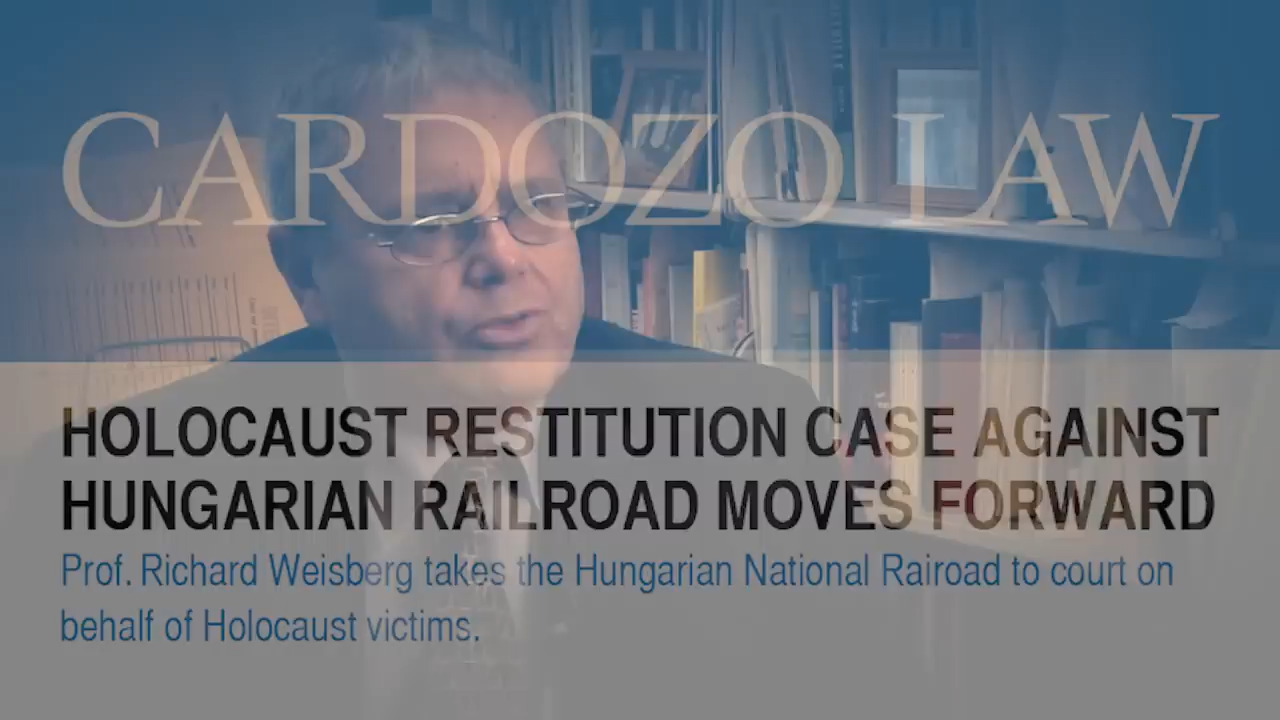 CARDOZO LAW
HOLOCAUST RESTITUTION CASE AGAINST
HUNGARIAN RAILROAD MOVES FORWARD
Prof. Richard Weisberg takes the Hungarian National Rairoad to court on
behalf of Holocaust victims.